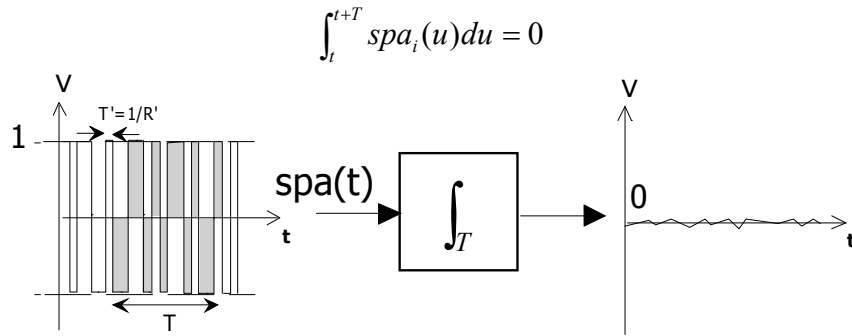 ∫_t^{t+T} spa_i(u)du = 0
V
T'=1/R'
1
t
T
spa(t)
∫_T
V
0
t